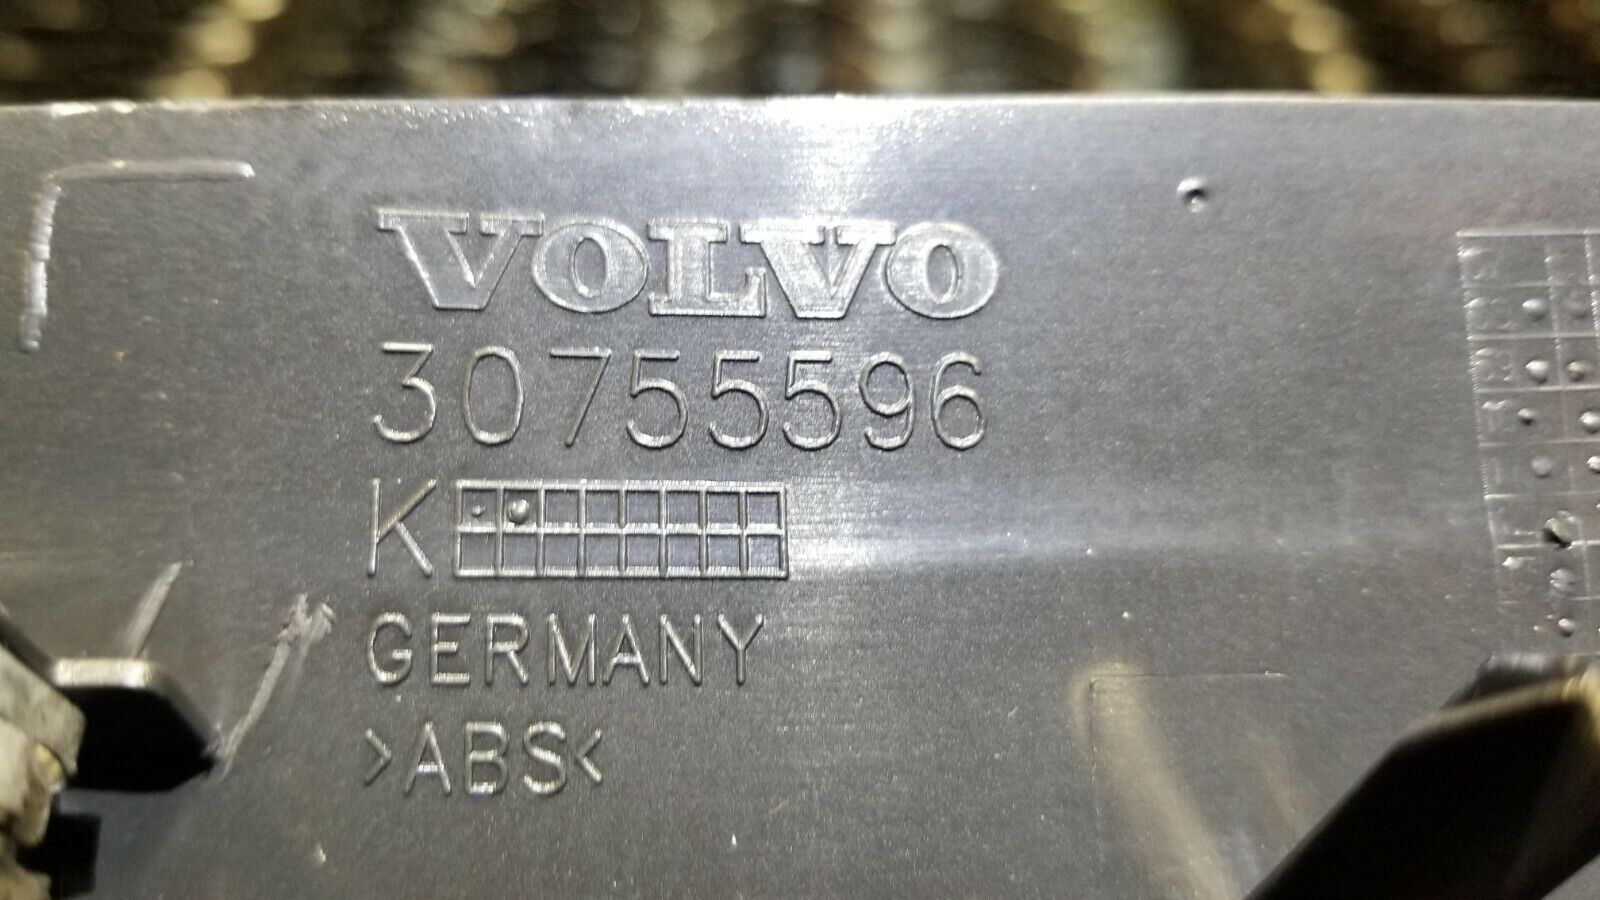 VOLVO
30755596
K
GERMANY
>ABS<